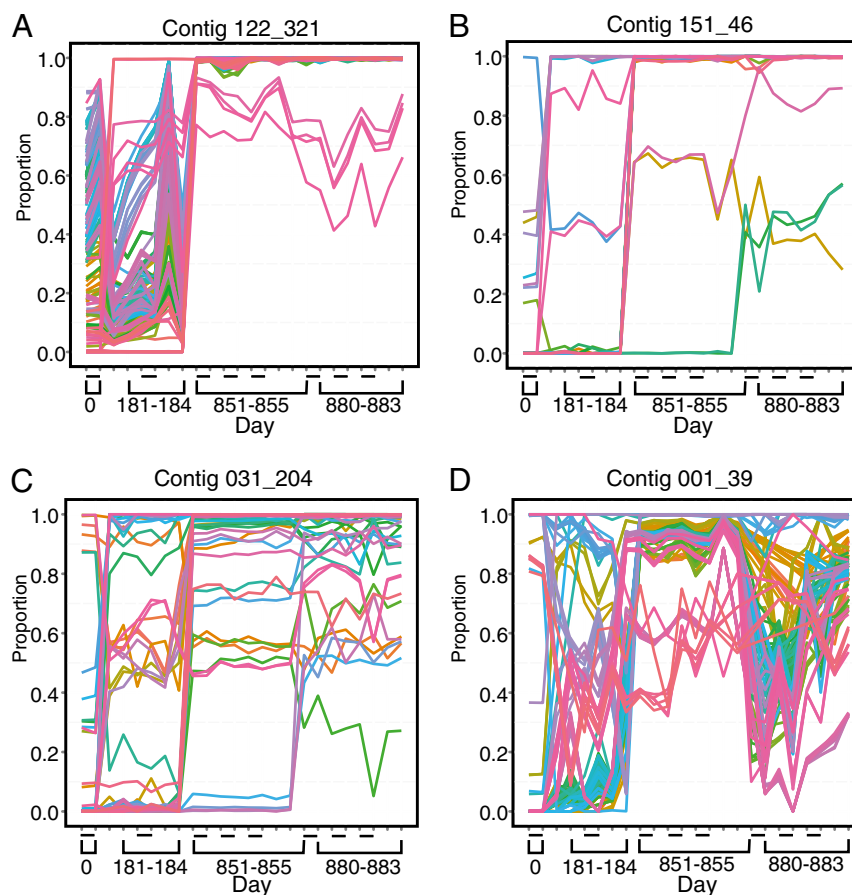 A
Contig 122_321
Proportion
1.0
0.8
0.6
0.4
0.2
0.0
0
181-184
851-855
880-883
Day
B
Contig 151_46
Proportion
1.0
0.8
0.6
0.4
0.2
0.0
0
181-184
851-855
880-883
Day
C
Contig 031_204
Proportion
1.0
0.8
0.6
0.4
0.2
0.0
0
181-184
851-855
880-883
Day
D
Contig 001_39
Proportion
1.0
0.8
0.6
0.4
0.2
0.0
0
181-184
851-855
880-883
Day